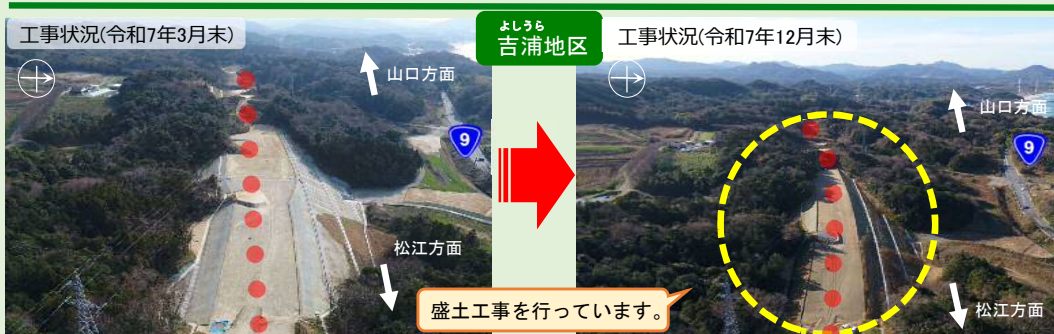 工事状況(令和7年3月末)
山口方面
9
松江方面
よしうら
吉浦地区
工事状況(令和7年12月末)
山口方面
9
松江方面
盛土工事を行っています。